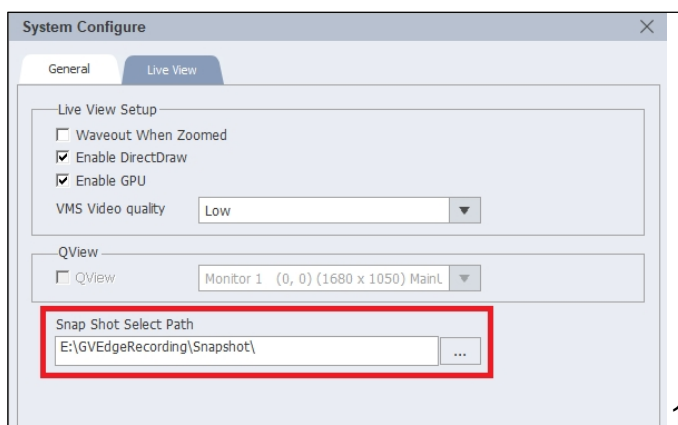 System Configure
General
Live View
Live View Setup
Waveout When Zoomed
Enable DirectDraw
Enable GPU
VMS Video quality
Low
QView
QView
Monitor 1 (0, 0) (1680 x 1050) MainL
Snap Shot Select Path
E:\GVEdgeRecording\Snapshot\
...